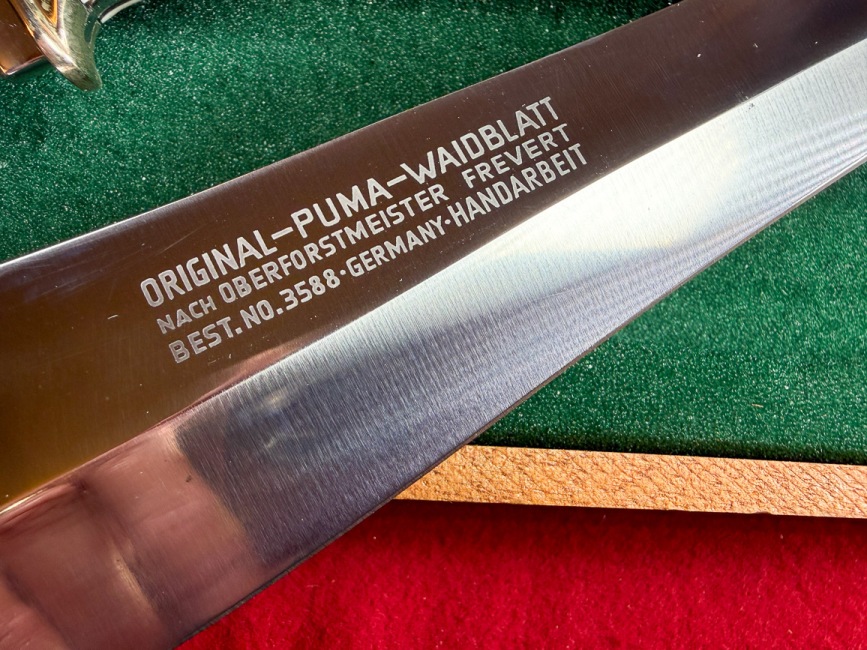 ORIGINAL–PUMA–WAIDBLATT
NACH OBERFORSTMEISTER FREVERT
BEST. NO. 3588·GERMANY·HANDARBEIT